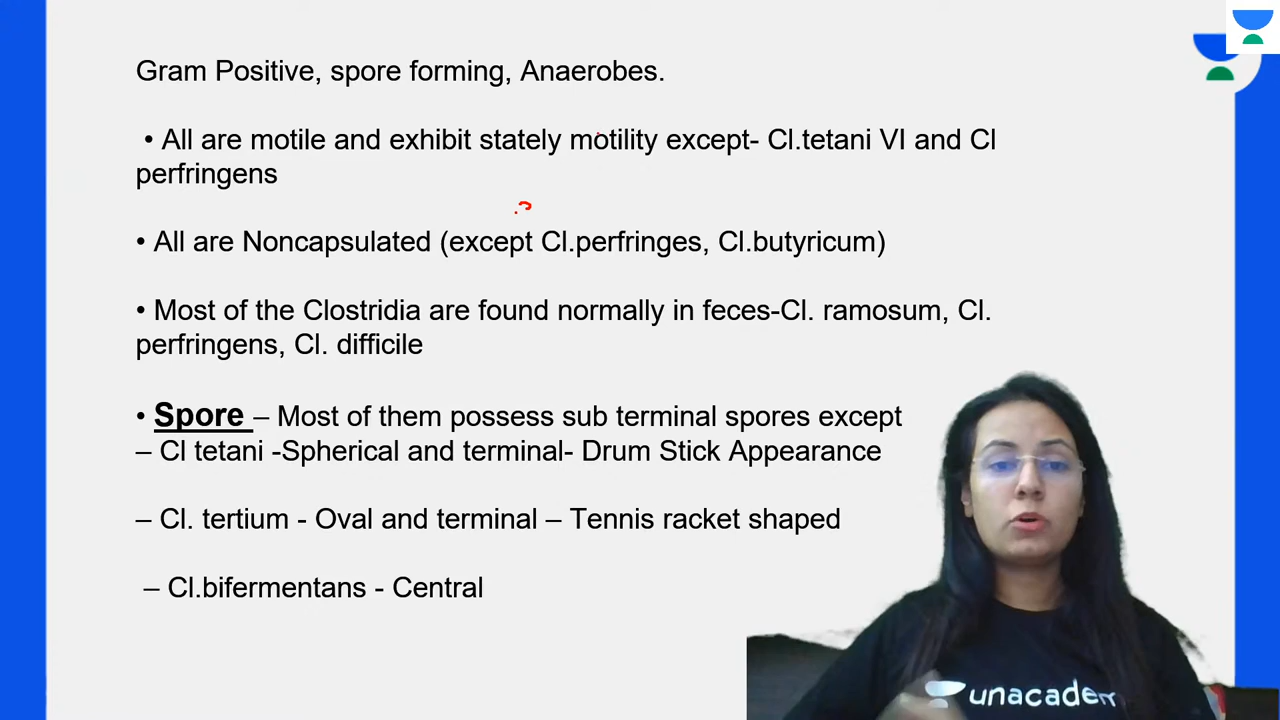 Gram Positive, spore forming, Anaerobes.
• All are motile and exhibit stately motility except- Cl.tetani VI and Cl
perfringens
• All are Noncapsulated (except Cl.perfringes, Cl.butyricum)
• Most of the Clostridia are found normally in feces-Cl. ramosum, Cl.
perfringens, Cl. difficile
• Spore – Most of them possess sub terminal spores except
– Cl tetani -Spherical and terminal- Drum Stick Appearance
– Cl. tertium - Oval and terminal – Tennis racket shaped
– Cl.bifermentans - Central
unacadem